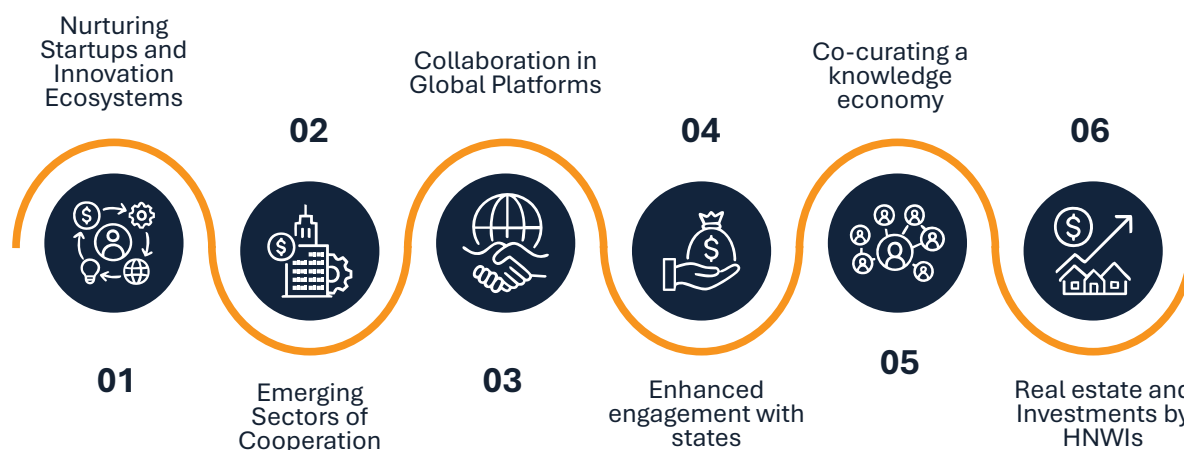 Nurturing
Startups and
Innovation
Ecosystems
01
02
Emerging
Sectors of
Cooperation
Collaboration in
Global Platforms
03
04
Enhanced
engagement with
states
Co-curating a
knowledge
economy
05
06
Real estate and
Investments by
HNWIs